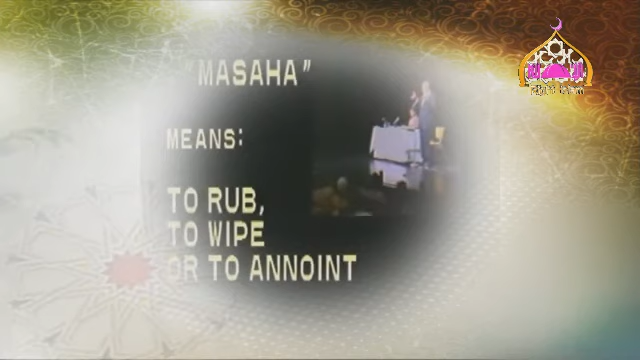 MASAHA"
MEANS:
TO RUB,
TO WIPE
OR TO ANNOINT